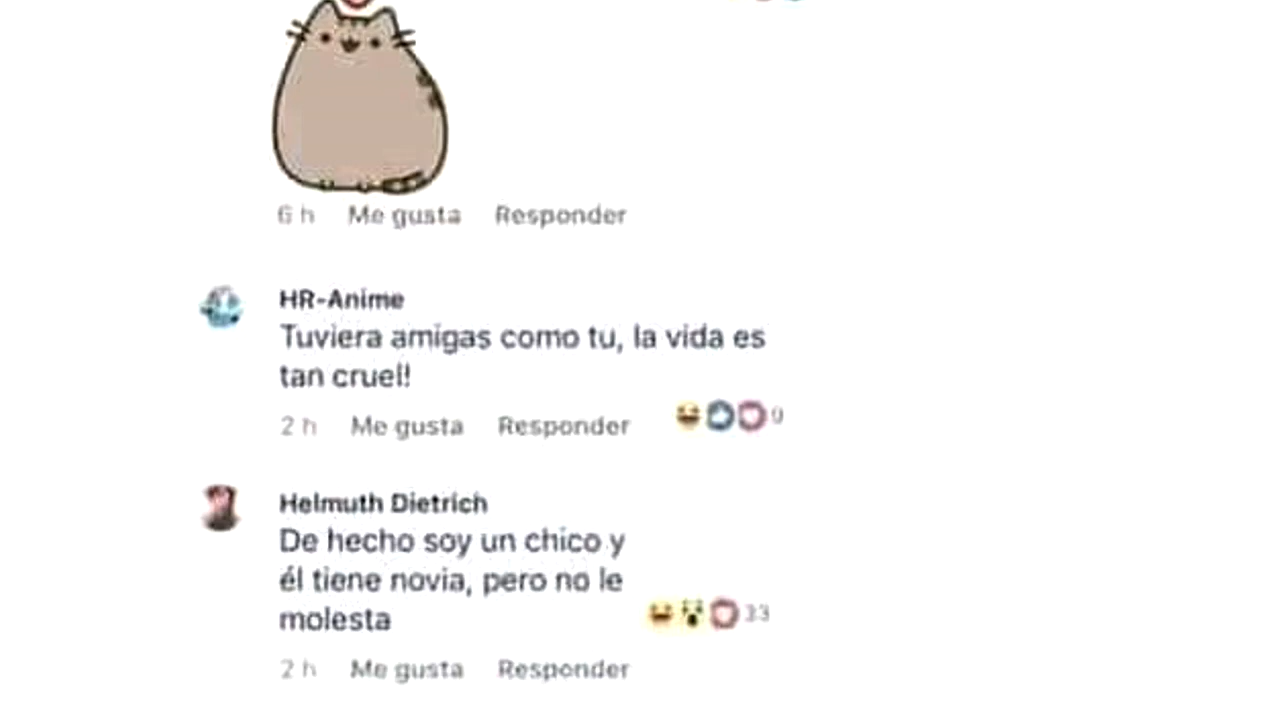 6 h Me gusta Responder
HR-Anime
Tuviera amigas como tu, la vida es
tan cruel!
2 h Me gusta Responder 9
Helmuth Dietrich
De hecho soy un chico y
él tiene novia, pero no le
molesta 33
2 h Me gusta Responder